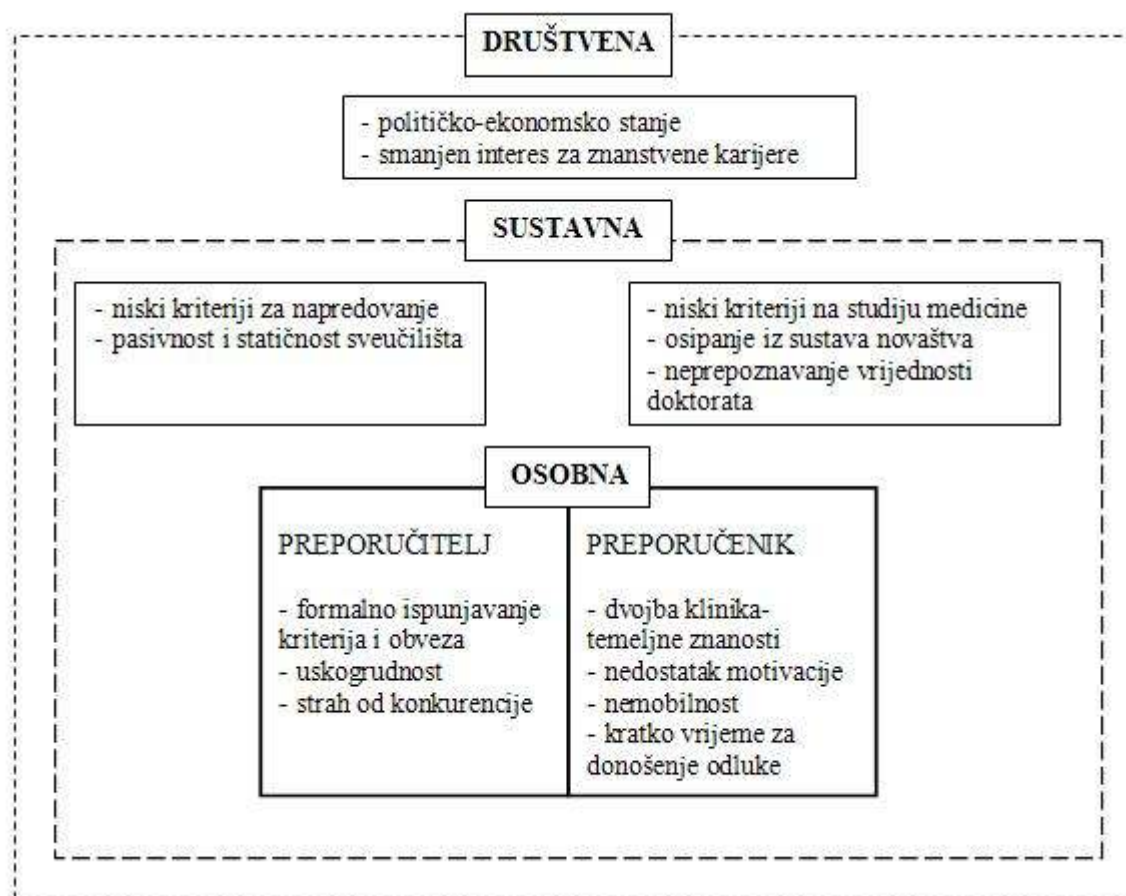 DRUŠTVENA
- političko-ekonomsko stanje
- smanjen interes za znanstvene karijere
SUSTAVNA
- niski kriteriji za napredovanje
- pasivnost i statičnost sveučilišta
- niski kriteriji na studiju medicine
- osipanje iz sustava novaštva
- neprepoznavanje vrijednosti
doktorata
OSOBNA
PREPORUČITELJ
- formalno ispunjavanje
kriterija i obveza
- uskogrudnost
- strah od konkurencije
PREPORUČENIK
- dvojba klinika-
temeljne znanosti
- nedostatak motivacije
- nemobilnost
- kratko vrijeme za
donošenje odluke